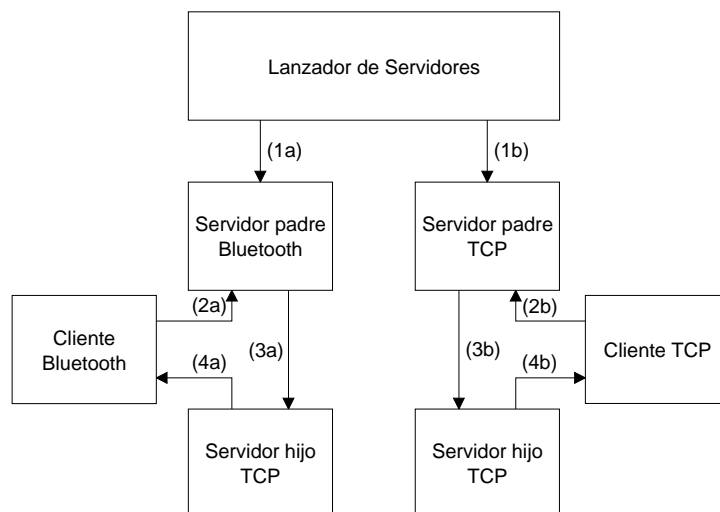 Lanzador de Servidores
(1a)
(1b)
Servidor padre
Bluetooth
Servidor padre
TCP
(2a)
(2b)
Cliente
Bluetooth
(3a)
(3b)
Cliente TCP
(4a)
(4b)
Servidor hijo
TCP
Servidor hijo
TCP